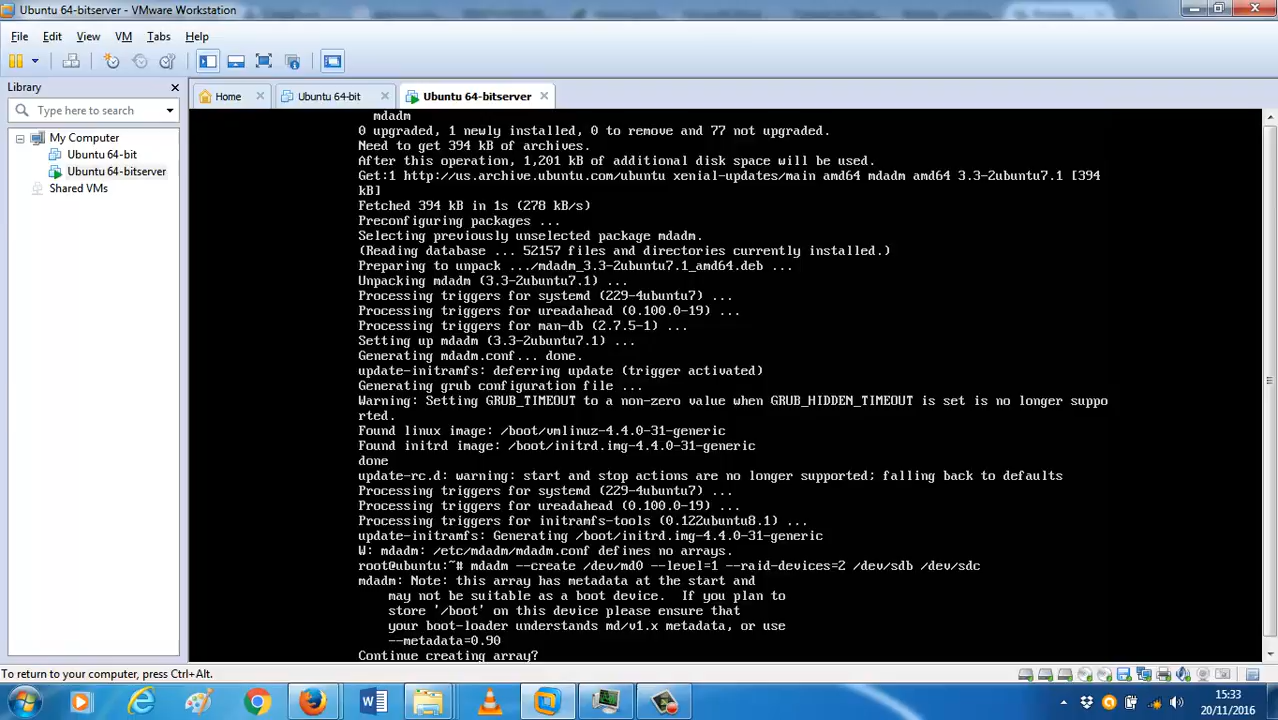 Ubuntu 64-bitserver - VMware Workstation
File Edit View VM Tabs Help
Library
Type here to search
My Computer
Ubuntu 64-bit
Ubuntu 64-bitserver
Shared VMs
Home
Ubuntu 64-bit
Ubuntu 64-bitserver
mdadm
0 upgraded, 1 newly installed, 0 to remove and 77 not upgraded.
Need to get 394 kB of archives.
After this operation, 1,201 kB of additional disk space will be used.
Get:1 http://us.archive.ubuntu.com/ubuntu xenial-updates/main amd64 mdadm amd64 3.3-2ubuntu7.1 [394
kB]
Fetched 394 kB in 1s (278 kB/s)
Preconfiguring packages ...
Selecting previously unselected package mdadm.
(Reading database ... 52157 files and directories currently installed.)
Preparing to unpack .../mdadm_3.3-2ubuntu7.1_amd64.deb ...
Unpacking mdadm (3.3-2ubuntu7.1) ...
Processing triggers for systemd (229-4ubuntu7) ...
Processing triggers for ureadahead (0.100.0-19) ...
Processing triggers for man-db (2.7.5-1) ...
Setting up mdadm (3.3-2ubuntu7.1) ...
Generating mdadm.conf... done.
update-initramfs: deferring update (trigger activated)
Generating grub configuration file ...
Warning: Setting GRUB_TIMEOUT to a non-zero value when GRUB_HIDDEN_TIMEOUT is set is no longer suppo
rted.
Found linux image: /boot/vmlinuz-4.4.0-31-generic
Found initrd image: /boot/initrd.img-4.4.0-31-generic
done
update-rc.d: warning: start and stop actions are no longer supported; falling back to defaults
Processing triggers for systemd (229-4ubuntu7) ...
Processing triggers for ureadahead (0.100.0-19) ...
Processing triggers for initramfs-tools (0.122ubuntu8.1) ...
update-initramfs: Generating /boot/initrd.img-4.4.0-31-generic
W: mdadm: /etc/mdadm/mdadm.conf defines no arrays.
root@ubuntu:~# mdadm --create /dev/md0 --level=1 --raid-devices=2 /dev/sdb /dev/sdc
mdadm: Note: this array has metadata at the start and
may not be suitable as a boot device.  If you plan to
store '/boot' on this device please ensure that
your boot-loader understands md/v1.x metadata, or use
--metadata=0.90
Continue creating array?
To return to your computer, press Ctrl+Alt.
15:33
20/11/2016